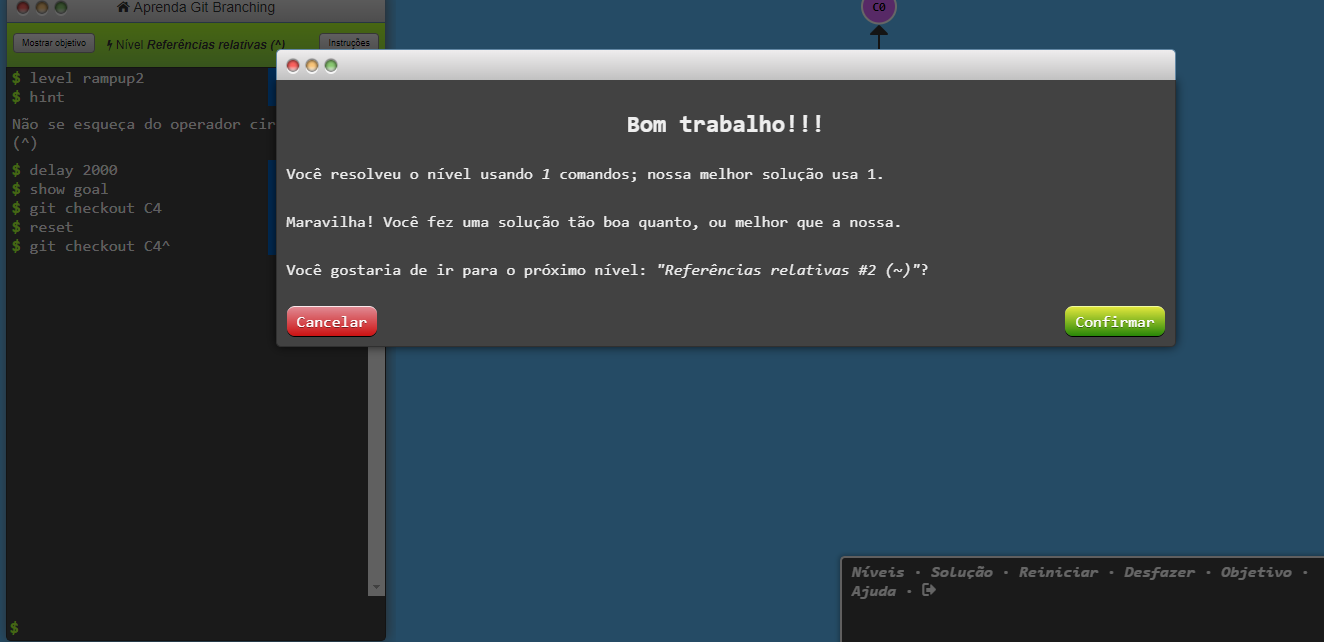 Aprenda Git Branching
C0
Mostrar objetivo
Nível Referências relativas (^)
Instruções
$ level rampup2
$ hint
Não se esqueça do operador cir
(^)
$ delay 2000
$ show goal
$ git checkout C4
$ reset
$ git checkout C4^
$
Bom trabalho!!!
Você resolveu o nível usando 1 comandos; nossa melhor solução usa 1.
Maravilha! Você fez uma solução tão boa quanto, ou melhor que a nossa.
Você gostaria de ir para o próximo nível: "Referências relativas #2 (~)"?
Cancelar
Confirmar
Níveis · Solução · Reiniciar · Desfazer · Objetivo ·
Ajuda ·